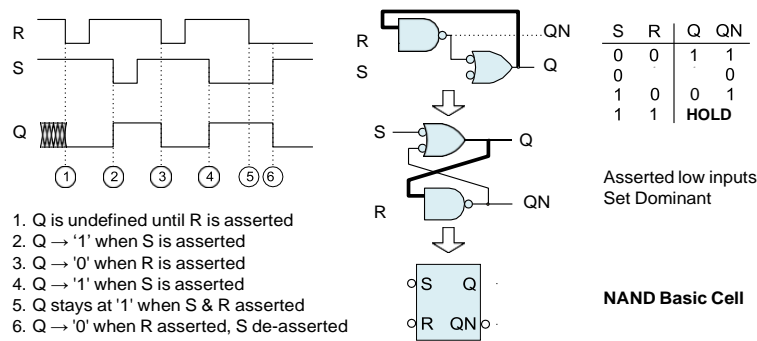 R
S
Q
1 2 3 4 5 6
1. Q is undefined until R is asserted
2. Q → '1' when S is asserted
3. Q → '0' when R is asserted
4. Q → '1' when S is asserted
5. Q stays at '1' when S & R asserted
6. Q → '0' when R asserted, S de-asserted
R
S
QN
Q
S
R
Q
QN
S Q
R QN
S R Q QN
0 0 1 1
0 0
1 0 0 1
1 1 HOLD
Asserted low inputs
Set Dominant
NAND Basic Cell